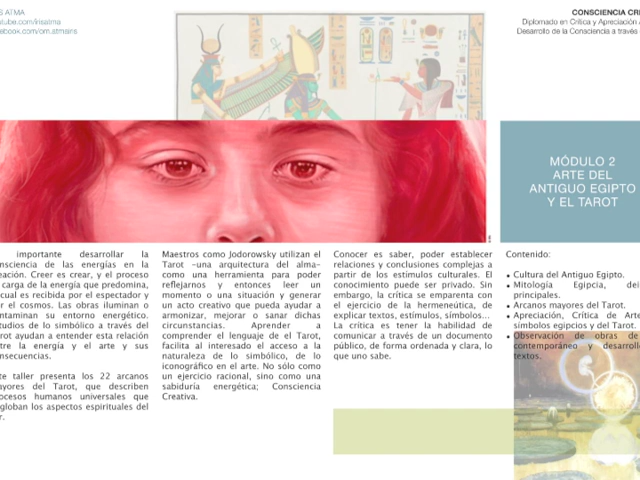 S ATMA
utube.com/irisatma
cebook.com/om.atmains
CONSCIENCIA CRE
Diplomado en Crítica y Apreciación
Desarrollo de la Consciencia a través
MÓDULO 2
ARTE DEL
ANTIGUO EGIPTO
Y EL TAROT
importante desarrollar la
nsciencia de las energías en la
eación. Creer es crear, y el proceso
carga de la energía que predomina,
cual es recibida por el espectador y
r el cosmos. Las obras iluminan o
ntaminan su entorno energético.
tudios de lo simbólico a través del
rot ayudan a entender esta relación
tre la energía y el arte y sus
nsecuencias.
te taller presenta los 22 arcanos
ayores del Tarot, que describen
ocesos humanos universales que
globan los aspectos espirituales del
r.
Maestros como Jodorowsky utilizan el
Tarot –una arquitectura del alma–
como una herramienta para poder
reflejarnos y entonces leer un
momento o una situación y generar
un acto creativo que pueda ayudar a
armonizar, mejorar o sanar dichas
circunstancias. Aprender a
comprender el lenguaje de el Tarot,
facilita al interesado el acceso a la
naturaleza de lo simbólico, de lo
iconográfico en el arte. No sólo como
un ejercicio racional, sino como una
sabiduría energética; Consciencia
Creativa.
Conocer es saber, poder establecer
relaciones y conclusiones complejas a
partir de los estímulos culturales. El
conocimiento puede ser privado. Sin
embargo, la crítica se emparenta con
el ejercicio de la hermeneútica, de
explicar textos, estímulos, símbolos...
La crítica es tener la habilidad de
comunicar a través de un documento
público, de forma ordenada y clara, lo
que uno sabe.
Contenido:
• Cultura del Antiguo Egipto.
• Mitología Egipcia, dei
principales.
• Arcanos mayores del Tarot.
• Apreciación, Crítica de Arte
símbolos egipcios y del Tarot.
• Observación de obras de
contemporáneo y desarrollo
textos.